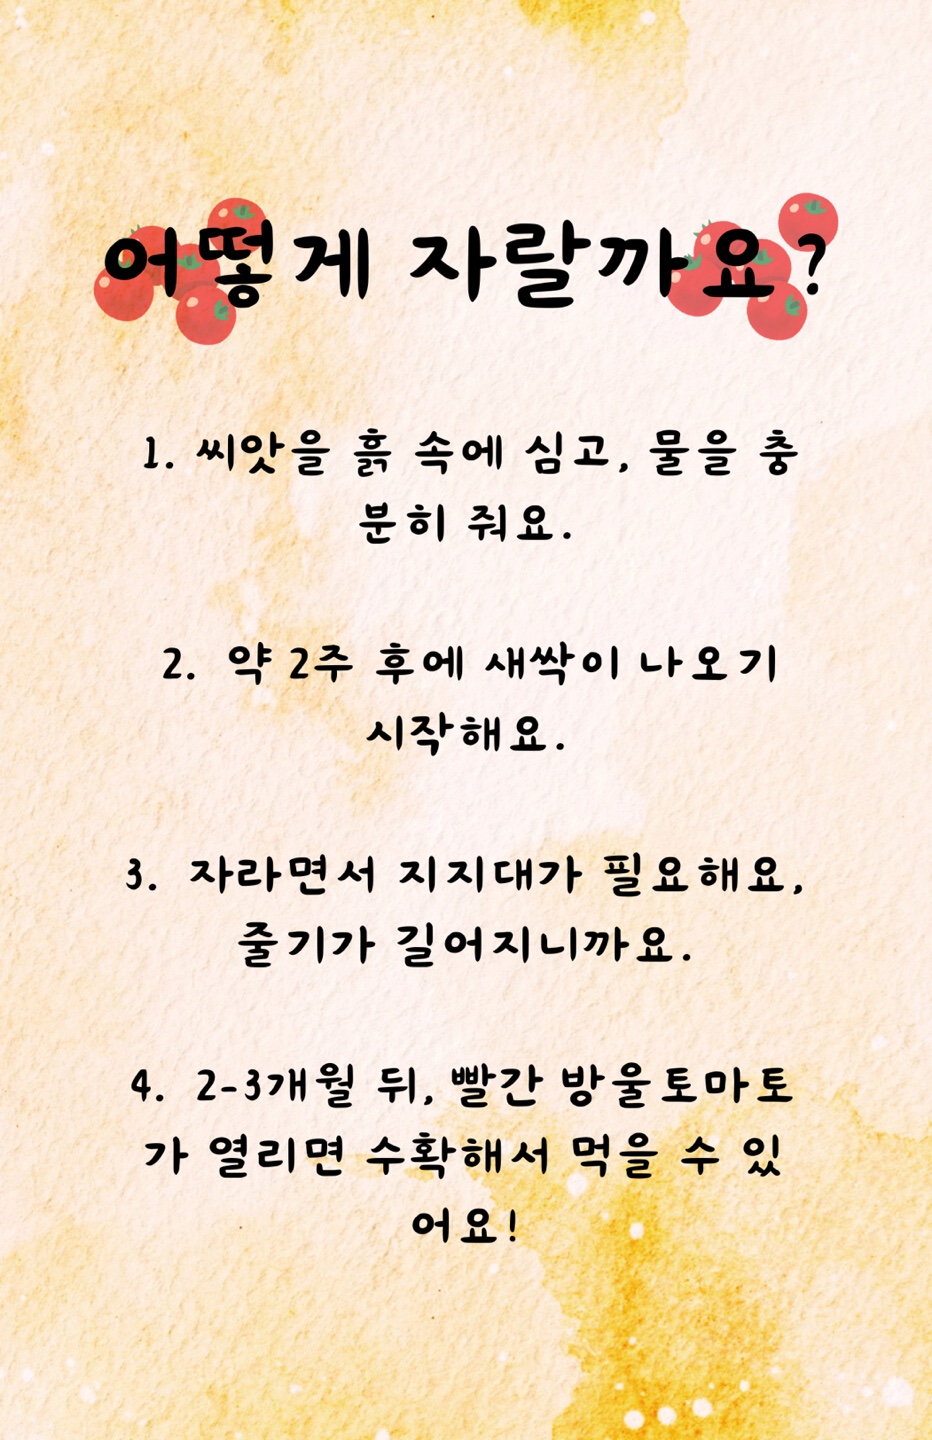 어떻게 자랄까요?
1. 씨앗을 흙 속에 심고, 물을 충
분히 줘요.
2. 약 2주 후에 새싹이 나오기
시작해요.
3. 자라면서 지지대가 필요해요,
줄기가 길어지니까요.
4. 2-3개월 뒤, 빨간 방울토마토
가 열리면 수확해서 먹을 수 있
어요!